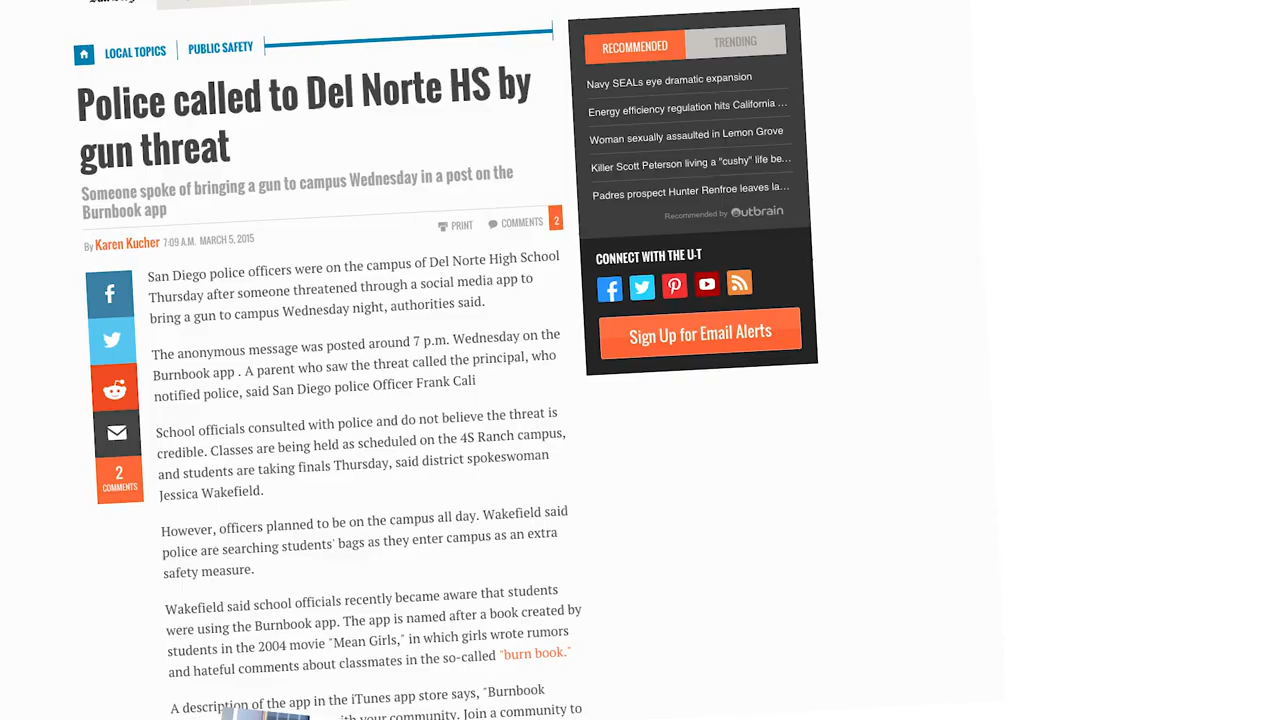 LOCAL TOPICS
PUBLIC SAFETY
Police called to Del Norte HS by
gun threat
Someone spoke of bringing a gun to campus Wednesday in a post on the
Burnbook app
By Karen Kucher 7:09 A.M. MARCH 5, 2015
PRINT
COMMENTS
2
2
COMMENTS
San Diego police officers were on the campus of Del Norte High School
Thursday after someone threatened through a social media app to
bring a gun to campus Wednesday night, authorities said.
The anonymous message was posted around 7 p.m. Wednesday on the
Burnbook app . A parent who saw the threat called the principal, who
notified police, said San Diego police Officer Frank Cali
School officials consulted with police and do not believe the threat is
credible. Classes are being held as scheduled on the 4S Ranch campus,
and students are taking finals Thursday, said district spokeswoman
Jessica Wakefield.
However, officers planned to be on the campus all day. Wakefield said
police are searching students' bags as they enter campus as an extra
safety measure.
Wakefield said school officials recently became aware that students
were using the Burnbook app. The app is named after a book created by
students in the 2004 movie "Mean Girls," in which girls wrote rumors
and hateful comments about classmates in the so-called "burn book."
A description of the app in the iTunes app store says, "Burnbook
with your community. Join a community to
RECOMMENDED
TRENDING
Navy SEALs eye dramatic expansion
Energy efficiency regulation hits California ...
Woman sexually assaulted in Lemon Grove
Killer Scott Peterson living a "cushy" life be...
Padres prospect Hunter Renfroe leaves la...
Recommended by Outbrain
CONNECT WITH THE U-T
Sign Up for Email Alerts